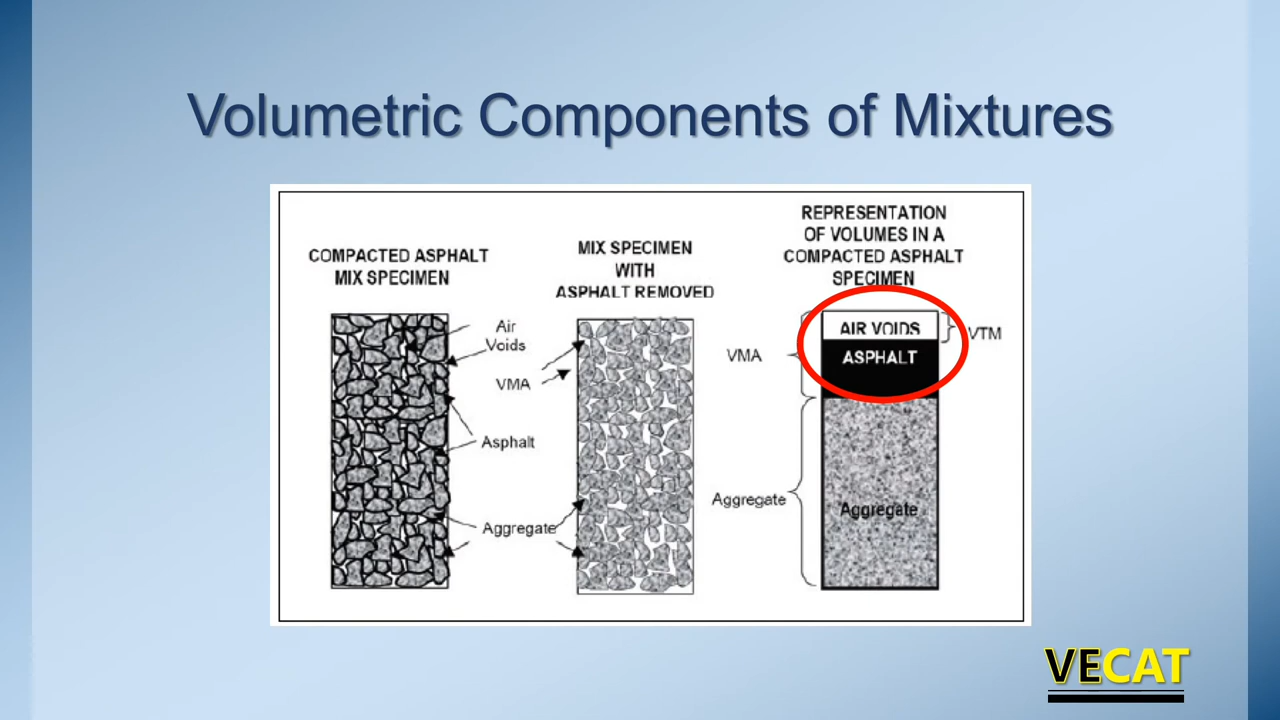 Volumetric Components of Mixtures
COMPACTED ASPHALT
MIX SPECIMEN
Air
Voids
VMA
Asphalt
Aggregate
MIX SPECIMEN
WITH
ASPHALT REMOVED
REPRESENTATION
OF VOLUMES IN A
COMPACTED ASPHALT
SPECIMEN
AIR VOIDS
VTM
VMA
ASPHALT
Aggregate
Aggregate
VECAT